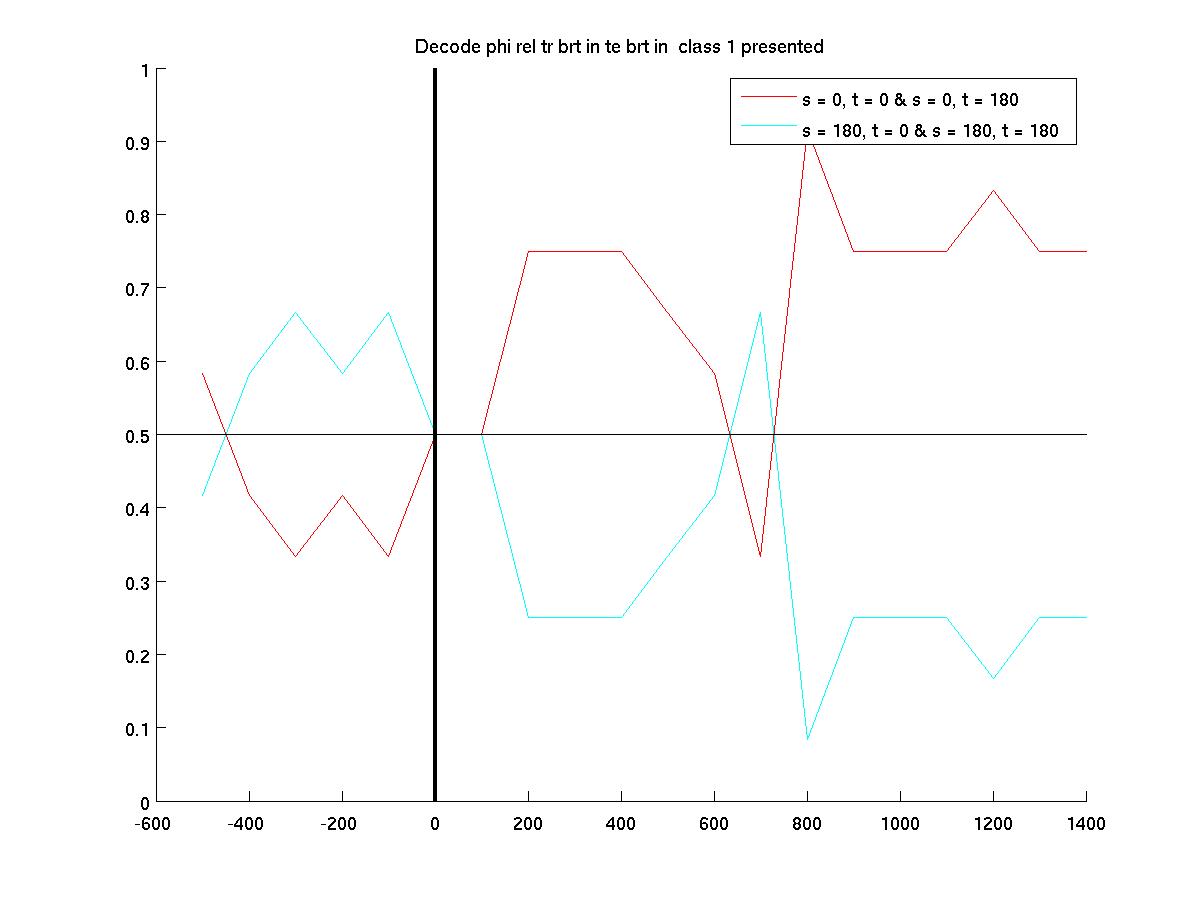 Decode phi rel tr brt in te brt in  class 1 presented
s = 0, t = 0 & s = 0, t = 180
s = 180, t = 0 & s = 180, t = 180
1
0.9
0.8
0.7
0.6
0.5
0.4
0.3
0.2
0.1
0
-600 -400 -200 0 200 400 600 800 1000 1200 1400